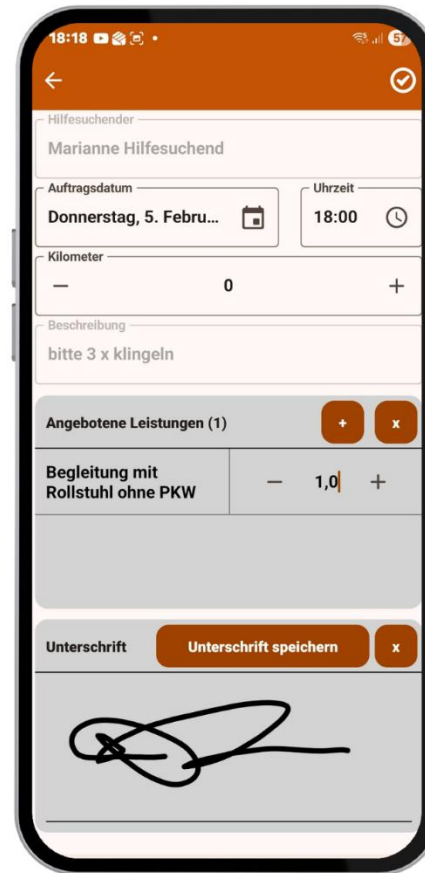 18:18
57
Hilfesuchender
Marianne Hilfesuchend
Auftragsdatum
Donnerstag, 5. Febru...
Uhrzeit
18:00
Kilometer
0
Beschreibung
bitte 3 x klingeln
Angebotene Leistungen (1)
+ x
Begleitung mit
Rollstuhl ohne PKW
1,0
Unterschrift
Unterschrift speichern
x